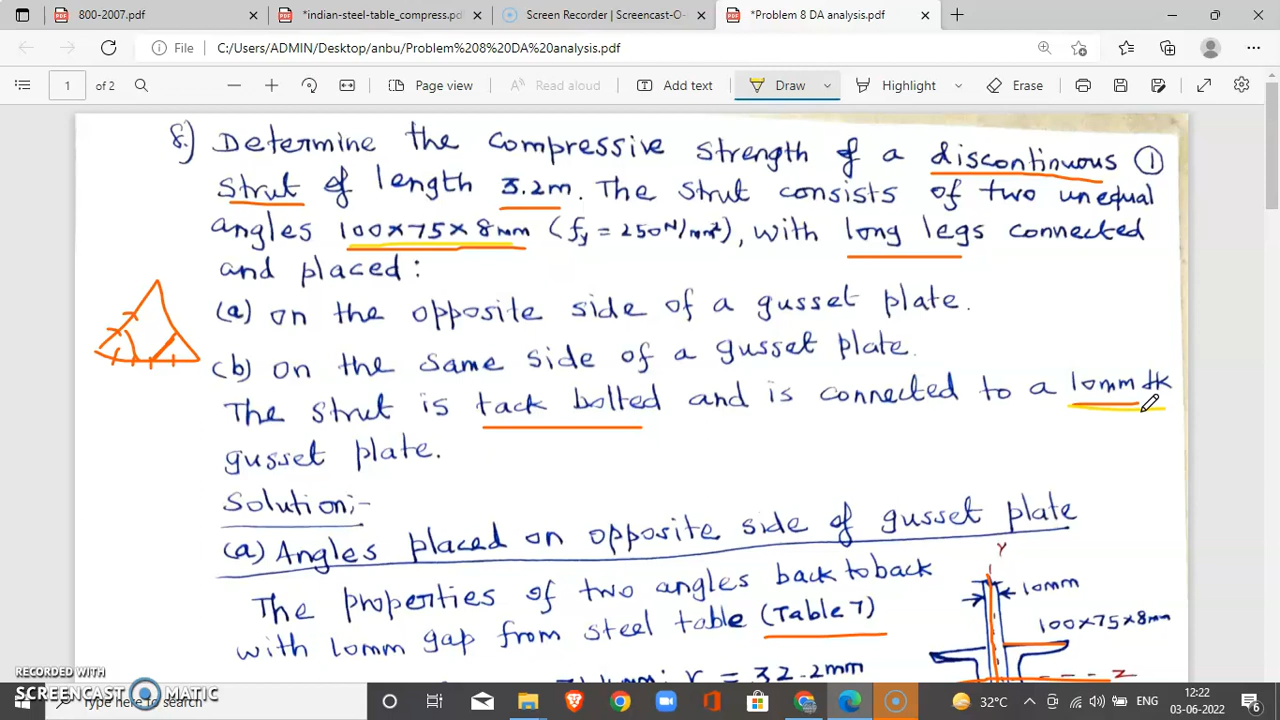 800-2007.pdf
*indian-steel-table_compress.pd
Screen Recorder | Screencast-O-
*Problem 8 DA analysis.pdf
File
C:/Users/ADMIN/Desktop/anbu/Problem%208%20DA%20analysis.pdf
1
of 2
Page view
Read aloud
Add text
Draw
Highlight
Erase
8.) Determine the compressive strength of a discontinuous ①
strut of length 3.2m. The strut consists of two unequal
angles 100×75×8mm (fy = 250N/mm²), with long legs connected
and placed:
(a) on the opposite side of a gusset plate.
(b) on the same side of a gusset plate.
The strut is tack bolted and is connected to a 10mm tk
gusset plate.
Solution;-
(a) Angles placed on opposite side of gusset plate
The properties of two angles back to back
with 10mm gap from steel table (Table 7)
= 32.2mm
Y
10mm
100×75×8mm
Z
RECORDED WITH
SCREENCAST MATIC
Type here to search
32°C
ENG
12:22
03-06-2022
6